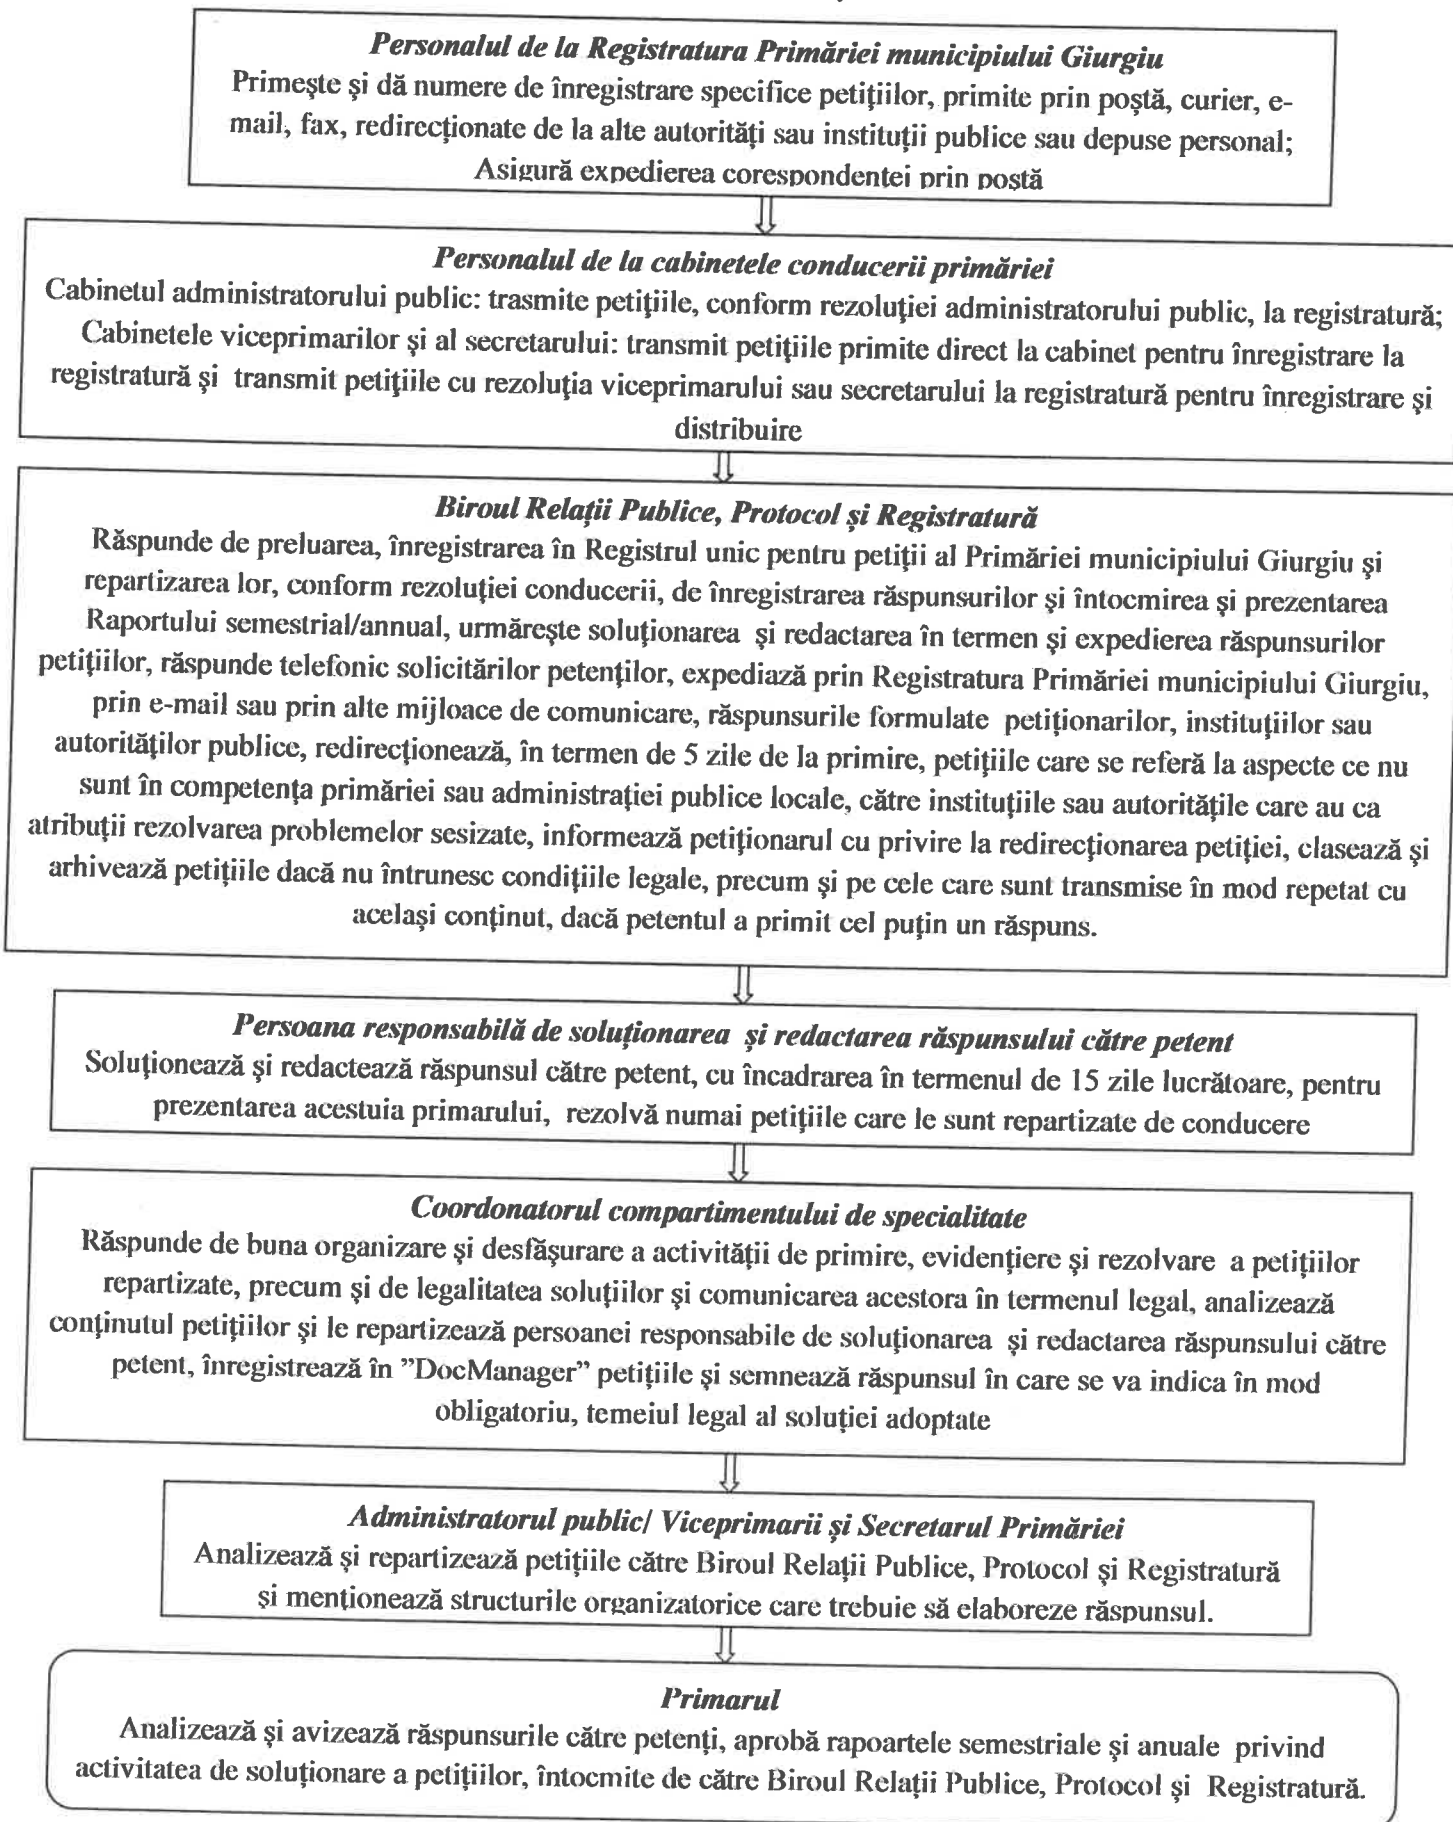 Personalul de la Registratura Primăriei municipiului Giurgiu
Primeşte şi dă numere de înregistrare specifice petiţiilor, primite prin poştă, curier, e-
mail, fax, redirecţionate de la alte autorităţi sau instituţii publice sau depuse personal;
Asigură expedierea corespondenţei prin poştă
Personalul de la cabinetele conducerii primăriei
Cabinetul administratorului public: trasmite petiţiile, conform rezoluţiei administratorului public, la registratură;
Cabinetele viceprimarilor şi al secretarului: transmit petiţiile primite direct la cabinet pentru înregistrare la
registratură şi transmit petiţiile cu rezoluţia viceprimarului sau secretarului la registratură pentru înregistrare şi
distribuire
Biroul Relaţii Publice, Protocol şi Registratură
Răspunde de preluarea, înregistrarea în Registrul unic pentru petiţii al Primăriei municipiului Giurgiu şi
repartizarea lor, conform rezoluţiei conducerii, de înregistrarea răspunsurilor şi întocmirea şi prezentarea
Raportului semestrial/annual, urmăreşte soluţionarea şi redactarea în termen şi expedierea răspunsurilor
petiţiilor, răspunde telefonic solicitărilor petenţilor, expediază prin Registratura Primăriei municipiului Giurgiu,
prin e-mail sau prin alte mijloace de comunicare, răspunsurile formulate petiţionarilor, instituţiilor sau
autorităţilor publice, redirecţionează, în termen de 5 zile de la primire, petiţiile care se referă la aspecte ce nu
sunt în competenţa primăriei sau administraţiei publice locale, către instituţiile sau autorităţile care au ca
atribuţii rezolvarea problemelor sesizate, informează petiţionarul cu privire la redirecţionarea petiţiei, clasează şi
arhivează petiţiile dacă nu întrunesc condiţiile legale, precum şi pe cele care sunt transmise în mod repetat cu
acelaşi conţinut, dacă petentul a primit cel puţin un răspuns.
Persoana responsabilă de soluţionarea şi redactarea răspunsului către petent
Soluţionează şi redactează răspunsul către petent, cu încadrarea în termenul de 15 zile lucrătoare, pentru
prezentarea acestuia primarului, rezolvă numai petiţiile care le sunt repartizate de conducere
Coordonatorul compartimentului de specialitate
Răspunde de buna organizare şi desfăşurare a activităţii de primire, evidenţiere şi rezolvare a petiţiilor
repartizate, precum şi de legalitatea soluţiilor şi comunicarea acestora în termenul legal, analizează
conţinutul petiţiilor şi le repartizează persoanei responsabile de soluţionarea şi redactarea răspunsului către
petent, înregistrează în ”DocManager” petiţiile şi semnează răspunsul în care se va indica în mod
obligatoriu, temeiul legal al soluţiei adoptate
Administratorul public/ Viceprimarii şi Secretarul Primăriei
Analizează şi repartizează petiţiile către Biroul Relaţii Publice, Protocol şi Registratură
şi menţionează structurile organizatorice care trebuie să elaboreze răspunsul.
Primarul
Analizează şi avizează răspunsurile către petenţi, aprobă rapoartele semestriale şi anuale privind
activitatea de soluţionare a petiţiilor, întocmite de către Biroul Relaţii Publice, Protocol şi Registratură.